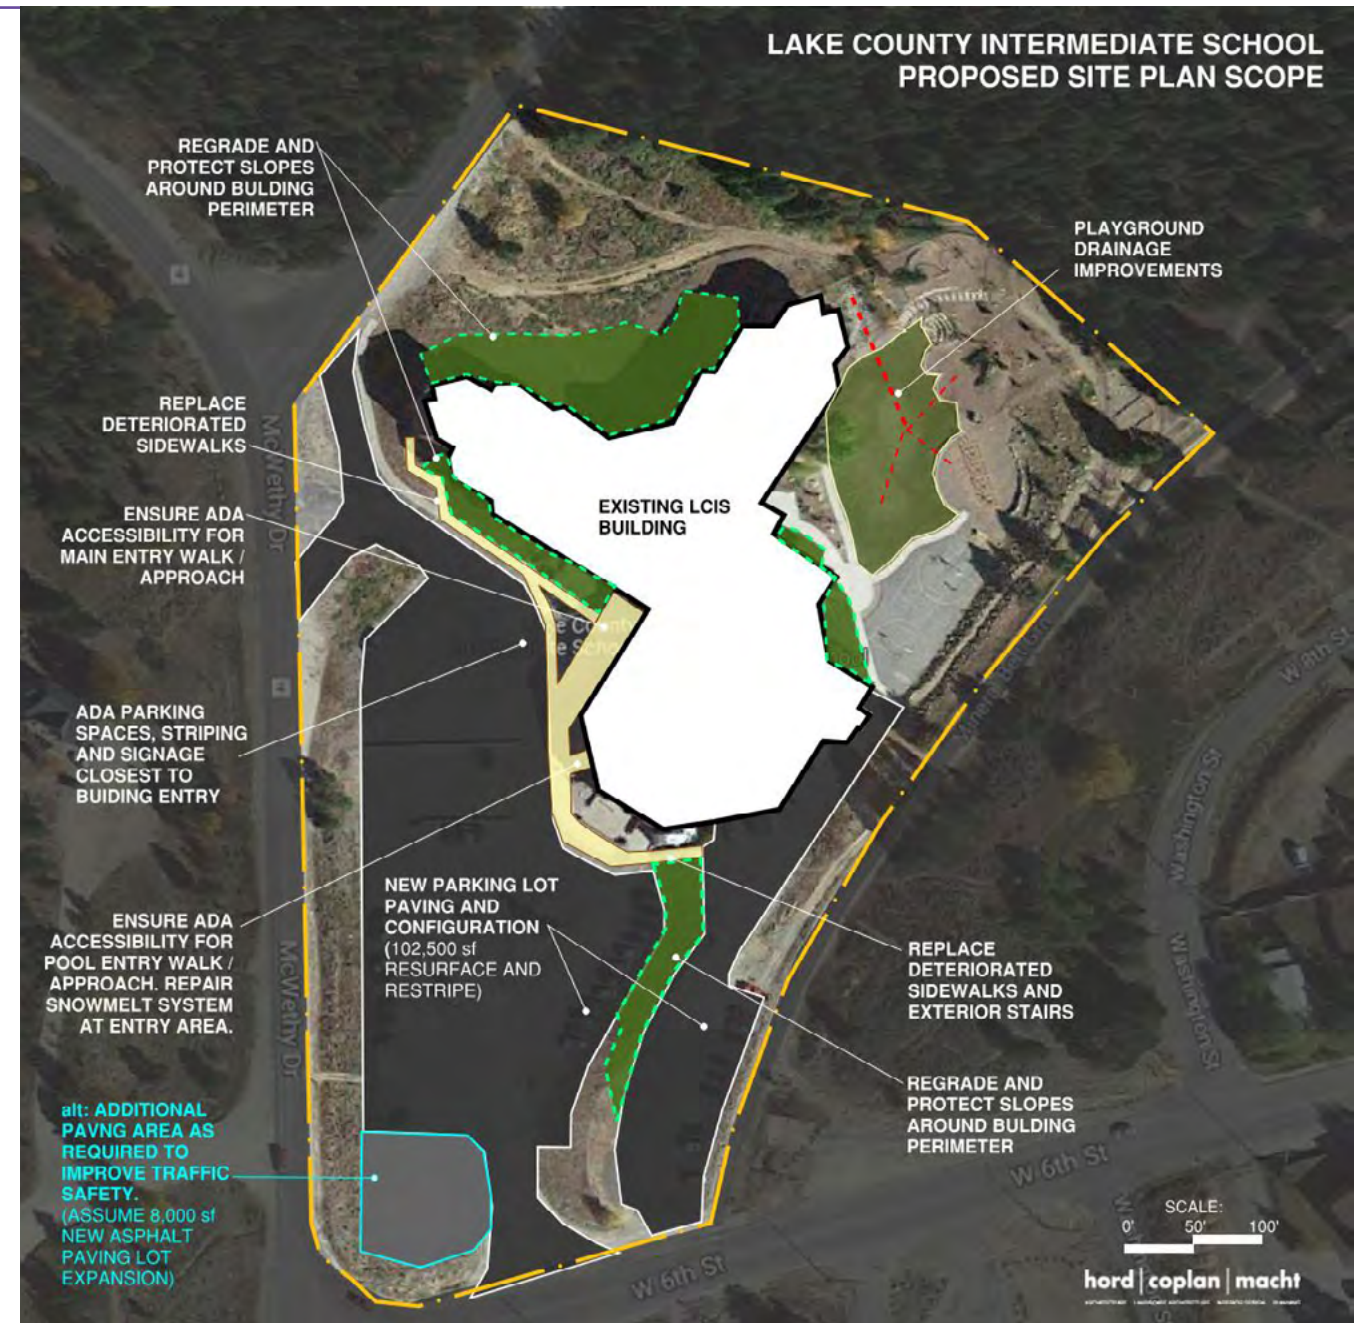 LAKE COUNTY INTERMEDIATE SCHOOL
PROPOSED SITE PLAN SCOPE
REGRADE AND
PROTECT SLOPES
AROUND BULDING
PERIMETER
PLAYGROUND
DRAINAGE
IMPROVEMENTS
REPLACE
DETERIORATED
SIDEWALKS
McWethy Dr
EXISTING LCIS
BUILDING
ENSURE ADA
ACCESSIBILITY FOR
MAIN ENTRY WALK /
APPROACH
W 8th St
ADA PARKING
SPACES, STRIPING
AND SIGNAGE
CLOSEST TO
BUIDING ENTRY
Washington St
NEW PARKING LOT
PAVING AND
CONFIGURATION
(102,500 sf
RESURFACE AND
RESTRIPE)
ENSURE ADA
ACCESSIBILITY FOR
POOL ENTRY WALK /
APPROACH. REPAIR
SNOWMELT SYSTEM
AT ENTRY AREA.
McWethy Dr
REPLACE
DETERIORATED
SIDEWALKS AND
EXTERIOR STAIRS
Washington St
REGRADE AND
PROTECT SLOPES
AROUND BULDING
PERIMETER
alt: ADDITIONAL
PAVNG AREA AS
REQUIRED TO
IMPROVE TRAFFIC
SAFETY.
(ASSUME 8,000 sf
NEW ASPHALT
PAVING LOT
EXPANSION)
W 6th St
W 6th St
SCALE:
0' 50' 100'
hord | coplan | macht